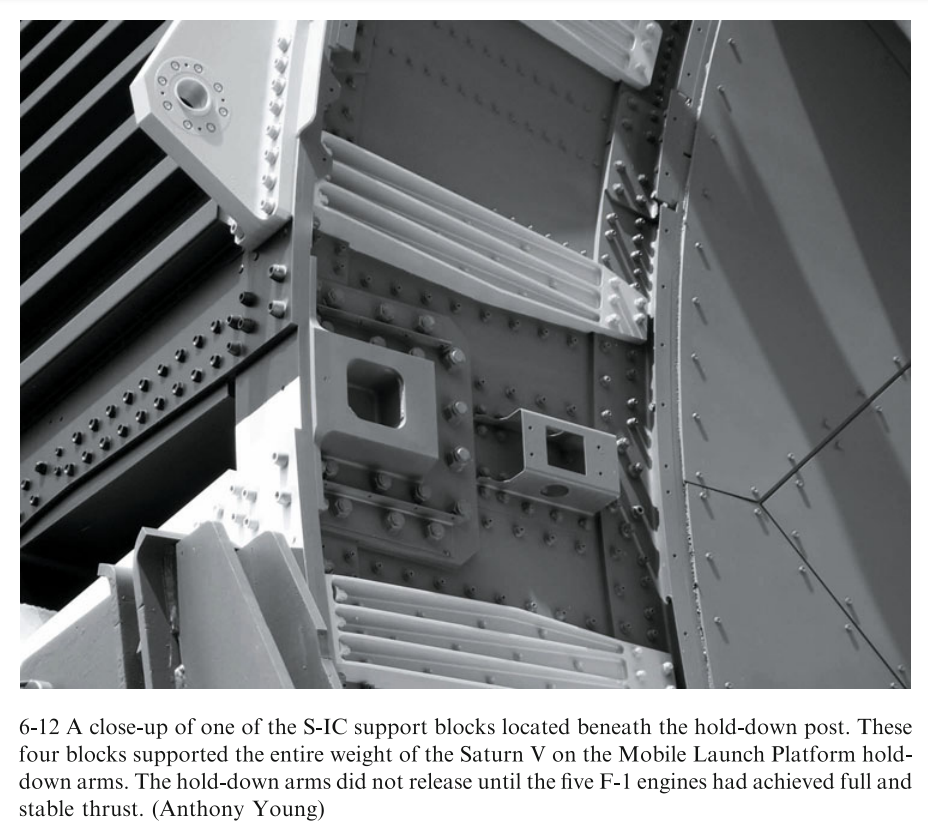 6-12 A close-up of one of the S-IC support blocks located beneath the hold-down post. These
four blocks supported the entire weight of the Saturn V on the Mobile Launch Platform hold-
down arms. The hold-down arms did not release until the five F-1 engines had achieved full and
stable thrust. (Anthony Young)